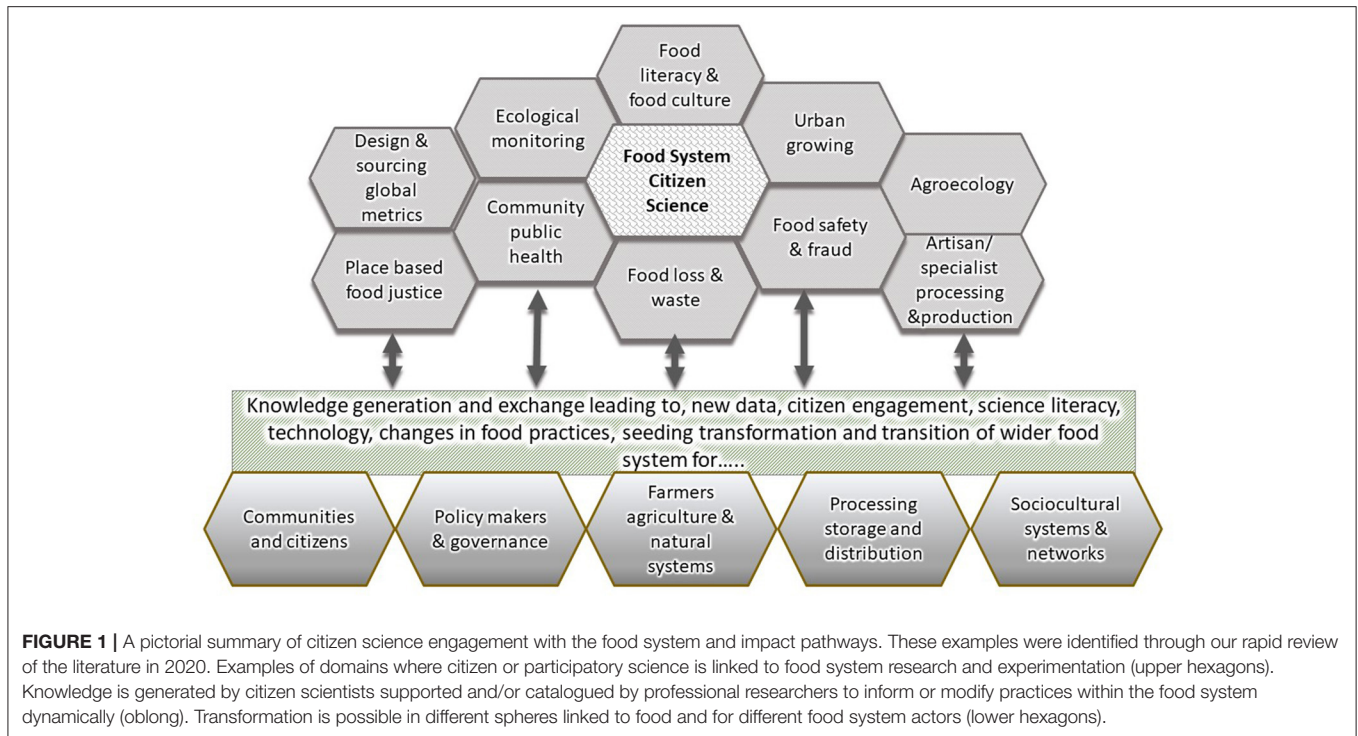 Food
literacy &
food culture
Ecological
monitoring
Urban
growing
Design &
sourcing
global
metrics
Food System
Citizen
Science
Agroecology
Community
public
health
Food safety
& fraud
Place based
food justice
Food loss &
waste
Artisan/
specialist
processing
&production
Knowledge generation and exchange leading to, new data, citizen engagement, science literacy,
technology, changes in food practices, seeding transformation and transition of wider food
system for.....
Communities
and citizens
Policy makers
& governance
Farmers
agriculture &
natural
systems
Processing
storage and
distribution
Sociocultural
systems &
networks
FIGURE 1 | A pictorial summary of citizen science engagement with the food system and impact pathways. These examples were identified through our rapid review
of the literature in 2020. Examples of domains where citizen or participatory science is linked to food system research and experimentation (upper hexagons).
Knowledge is generated by citizen scientists supported and/or catalogued by professional researchers to inform or modify practices within the food system
dynamically (oblong). Transformation is possible in different spheres linked to food and for different food system actors (lower hexagons).